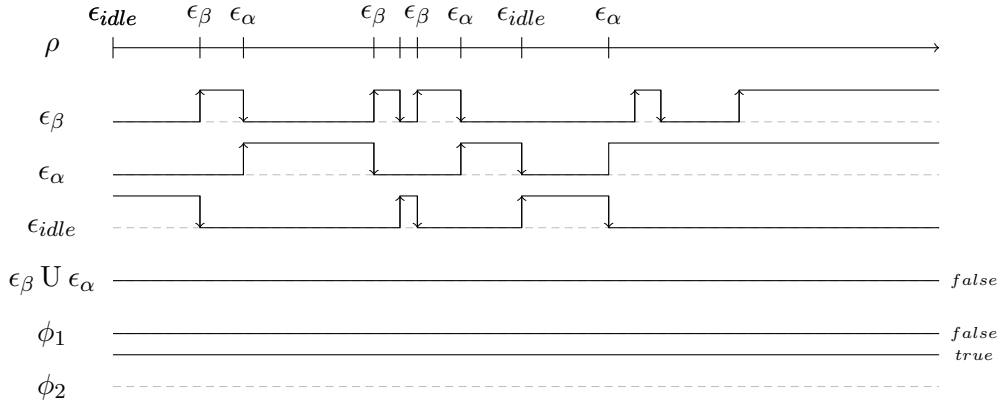 ϵidle ϵβ ϵα ϵβ ϵβ ϵα ϵidle ϵα
ρ
ϵβ
ϵα
ϵidle
ϵβ U ϵα false
ϕ1 false
true
ϕ2